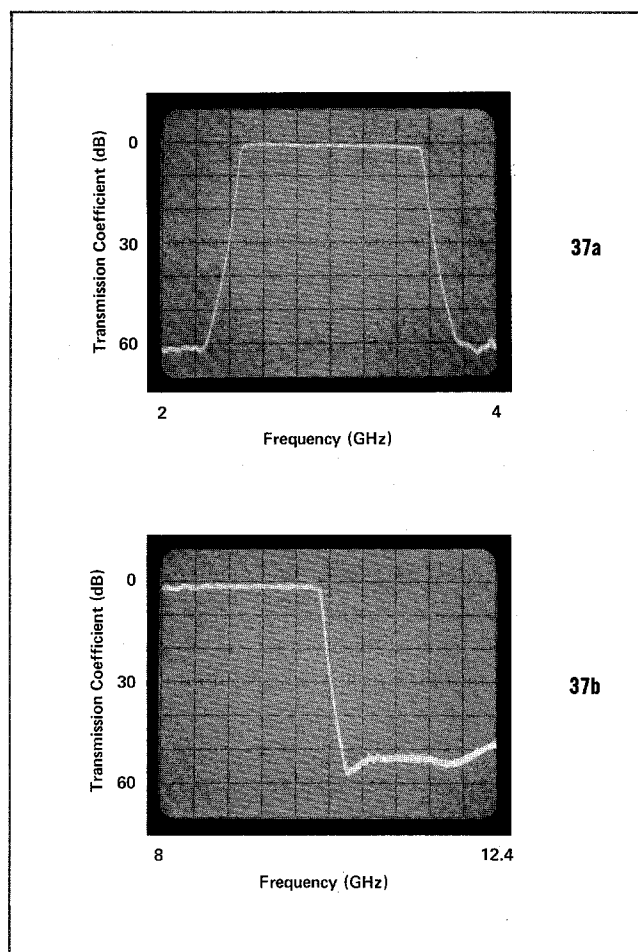 Transmission Coefficient (dB)
0
30
60
37a
2
4
Frequency (GHz)
Transmission Coefficient (dB)
0
30
60
37b
8
12.4
Frequency (GHz)